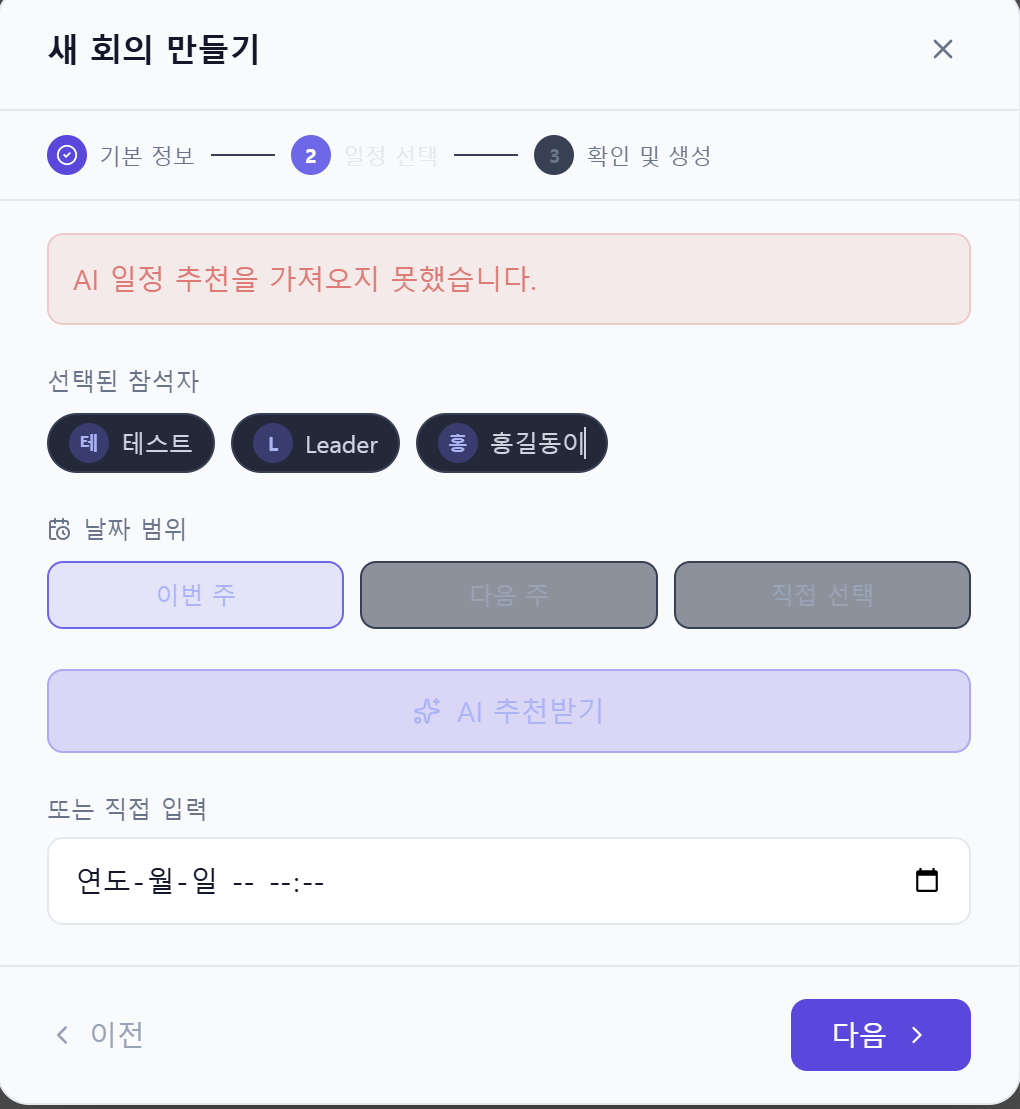 새 회의 만들기
기본 정보 2 일정 선택 3 확인 및 생성
AI 일정 추천을 가져오지 못했습니다.
선택된 참석자
테 테스트 L Leader 홍 홍길동이
날짜 범위
이번 주 다음 주 직접 선택
AI 추천받기
또는 직접 입력
연도-월-일 -- --:--
이전 다음